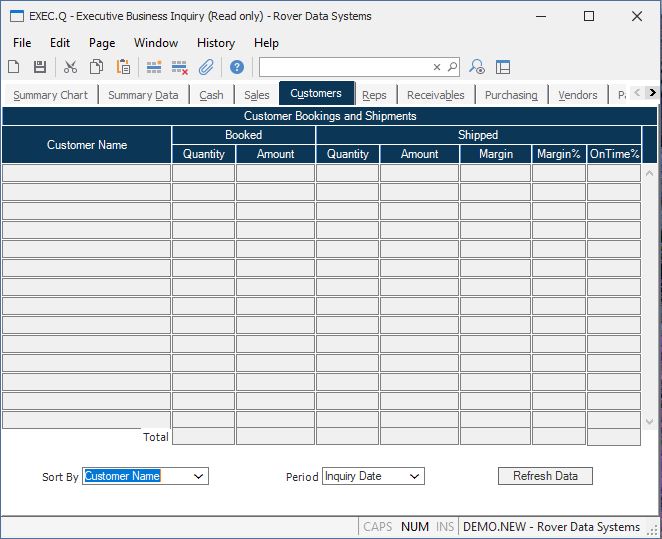 EXEC.Q - Executive Business Inquiry (Read only) - Rover Data Systems
File Edit Page Window History Help
Summary Chart Summary Data Cash Sales Customers Reps Receivables Purchasing Vendors
Customer Bookings and Shipments
Customer Name Booked Shipped
Quantity Amount Quantity Amount Margin Margin% OnTime%
Total
Sort By Customer Name Period Inquiry Date Refresh Data
CAPS NUM INS DEMO.NEW - Rover Data Systems